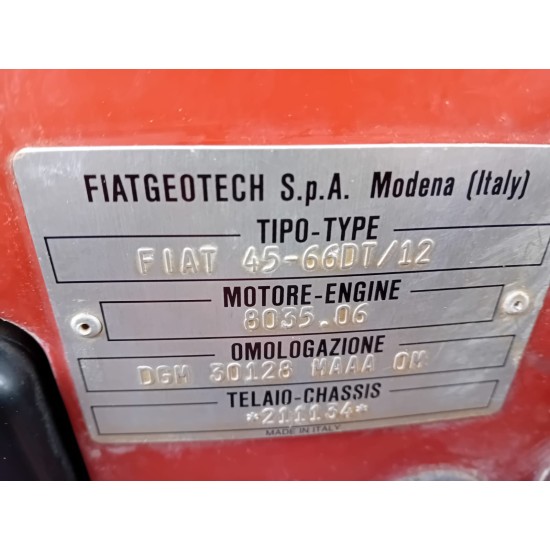 FIATGEOTECH S.p.A. Modena (Italy)
TIPO-TYPE
FIAT 45-66DT/12
MOTORE-ENGINE
8035.06
OMOLOGAZIONE
DGM 30128 MAAA OM
TELAIO-CHASSIS
*211134*
MADE IN ITALY